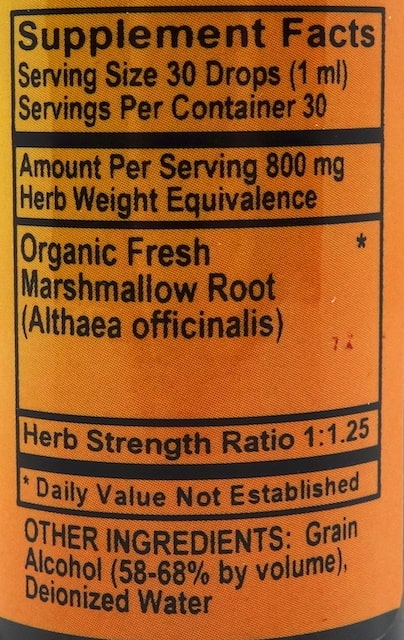 Supplement Facts
Serving Size 30 Drops (1 ml)
Servings Per Container 30
Amount Per Serving 800 mg
Herb Weight Equivalence
Organic Fresh *
Marshmallow Root
(Althaea officinalis)
Herb Strength Ratio 1:1.25
* Daily Value Not Established
OTHER INGREDIENTS: Grain
Alcohol (58-68% by volume),
Deionized Water